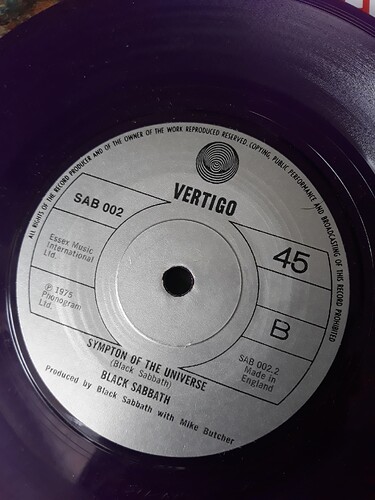 ALL RIGHTS OF THE RECORD PRODUCER AND OF THE OWNER OF THE WORK REPRODUCED RESERVED. COPYING, PUBLIC PERFORMANCE AND BROADCASTING OF THIS RECORD PROHIBITED
VERTIGO
SAB 002
Essex Music
International
Ltd.
45
℗ 1975
Phonogram
Ltd.
B
SAB 002.2
Made in
England
SYMPTON OF THE UNIVERSE
(Black Sabbath)
BLACK SABBATH
Produced by Black Sabbath with Mike Butcher